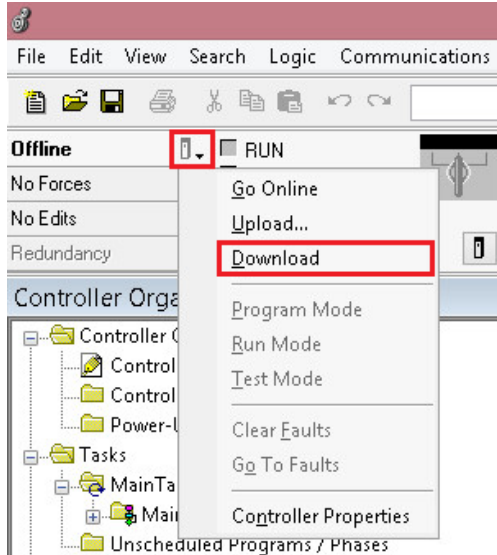 File Edit View Search Logic Communications
Offline RUN
No Forces
No Edits
Redundancy
Go Online
Upload...
Download
Program Mode
Run Mode
Test Mode
Clear Faults
Go To Faults
Controller Properties
Controller Orga
Controller
Control
Control
Power-
Tasks
MainTa
Mai
Unscheduled Programs / Phases